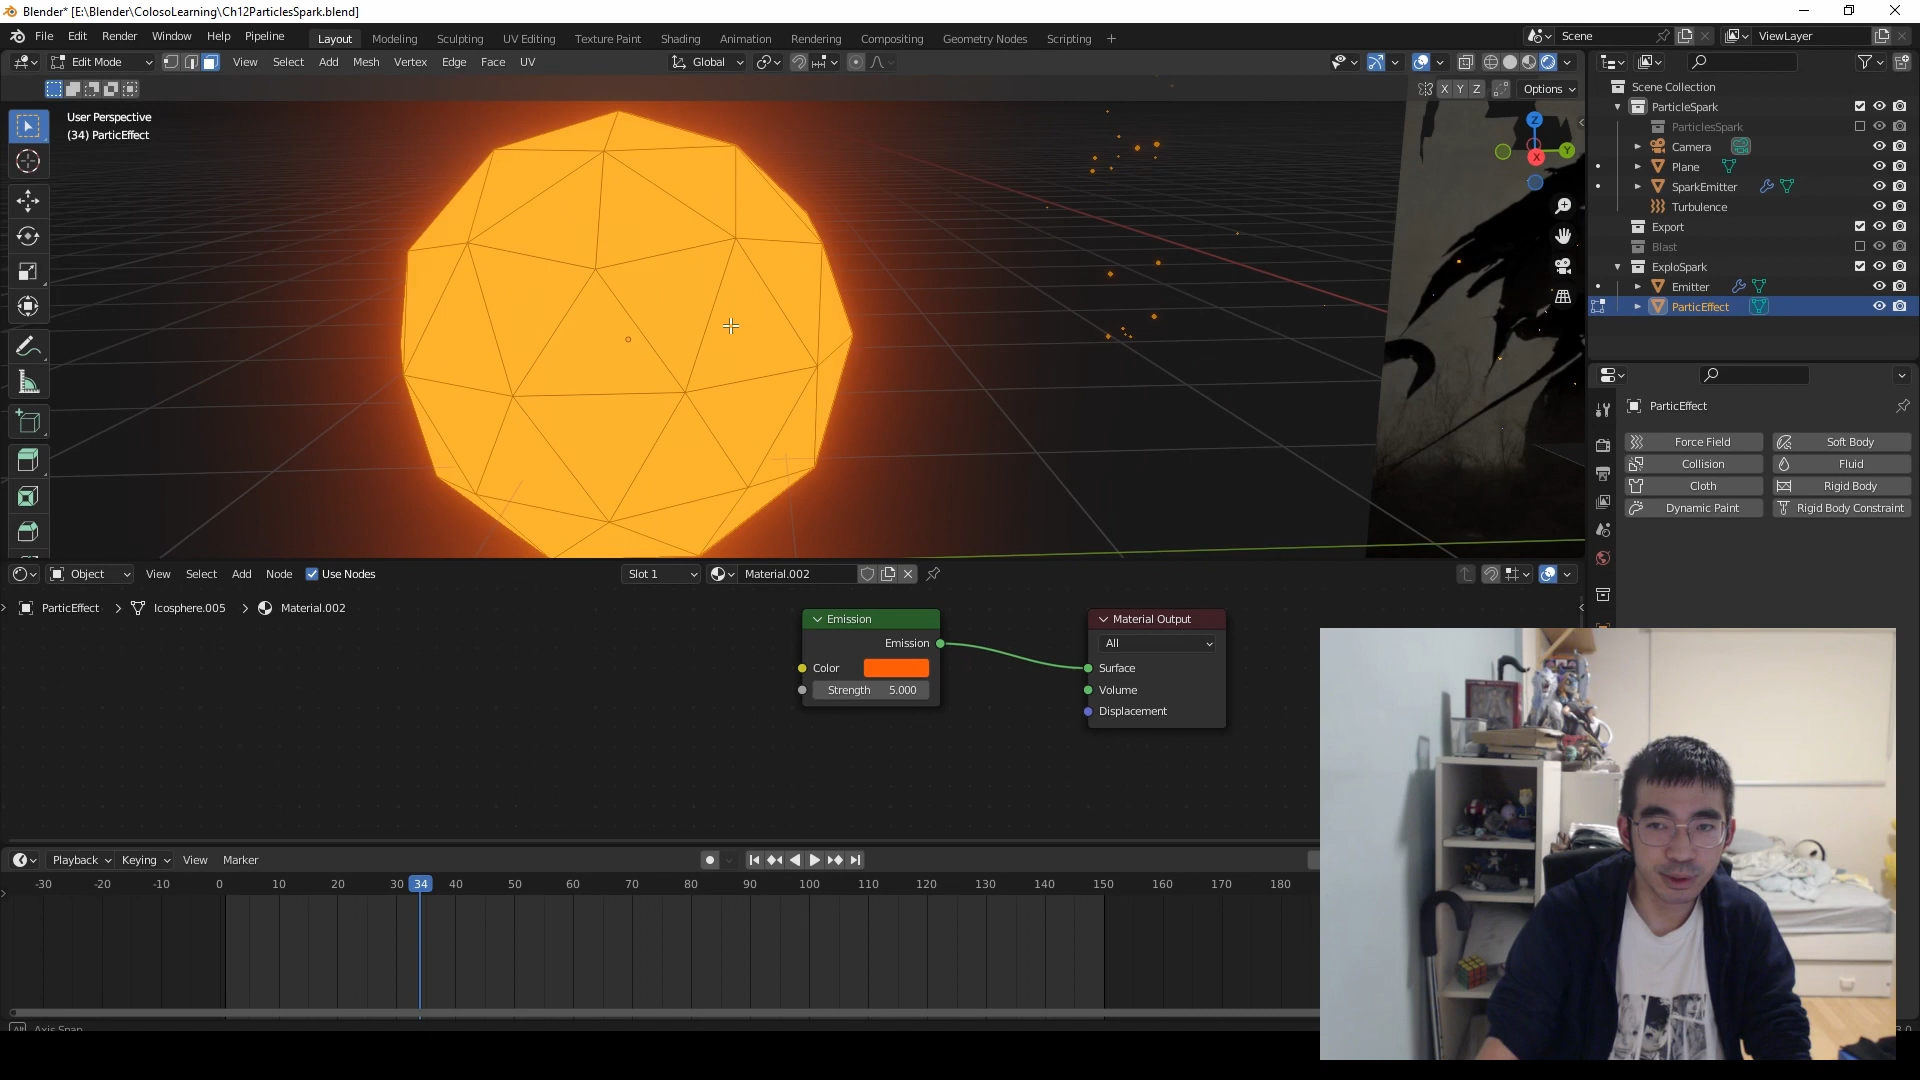 Blender* [E:\Blender\ColosoLearning\Ch12ParticlesSpark.blend]
File Edit Render Window Help Pipeline Layout Modeling Sculpting UV Editing Texture Paint Shading Animation Rendering Compositing Geometry Nodes Scripting + Scene ViewLayer
Edit Mode View Select Add Mesh Vertex Edge Face UV Global
X Y Z Options
User Perspective
(34) ParticEffect
Z
Y
X
Scene Collection
ParticleSpark
ParticlesSpark
Camera
Plane
SparkEmitter
Turbulence
Export
Blast
ExploSpark
Emitter
ParticEffect
ParticEffect
Force Field Soft Body
Collision Fluid
Cloth Rigid Body
Dynamic Paint Rigid Body Constraint
Object View Select Add Node Use Nodes Slot 1 Material.002
ParticEffect > Icosphere.005 > Material.002
Emission
Emission
Color
Strength 5.000
Material Output
All
Surface
Volume
Displacement
Playback Keying View Marker
-30 -20 -10 0 10 20 30 34 40 50 60 70 80 90 100 110 120 130 140 150 160 170 180
Alt Axis Snap